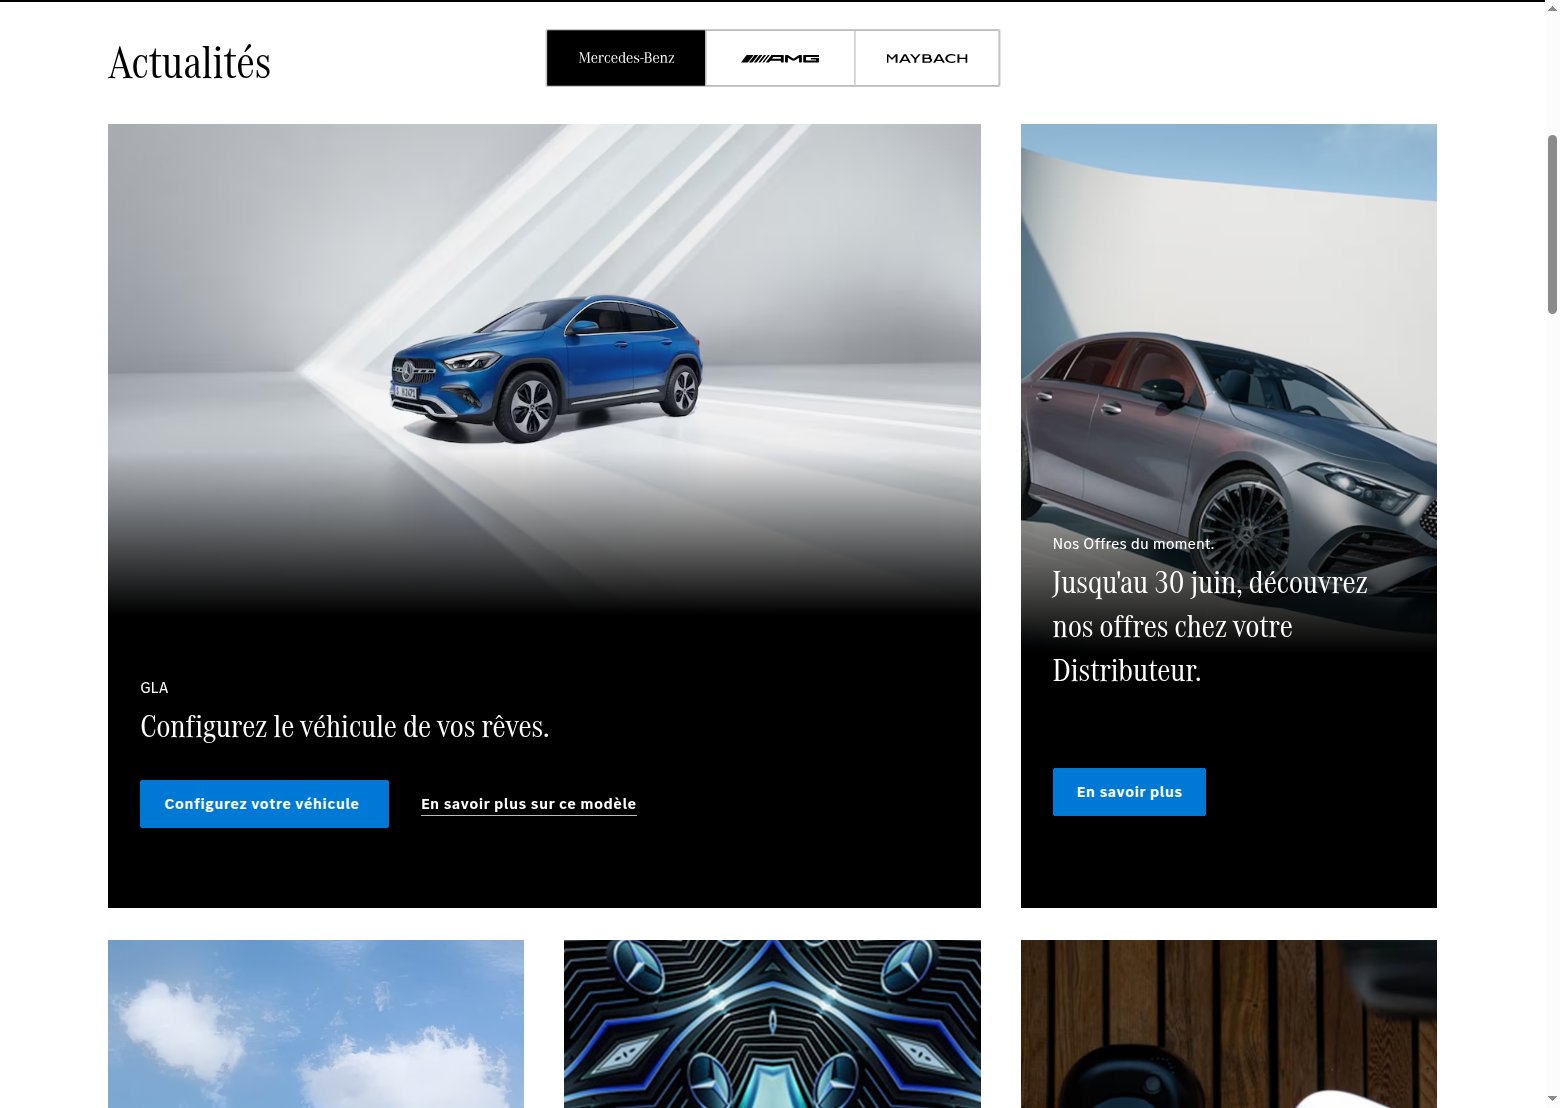 Actualités
Mercedes-Benz
AMG
MAYBACH
GLA
Configurez le véhicule de vos rêves.
Configurez votre véhicule
En savoir plus sur ce modèle
Nos Offres du moment.
Jusqu'au 30 juin, découvrez
nos offres chez votre
Distributeur.
En savoir plus